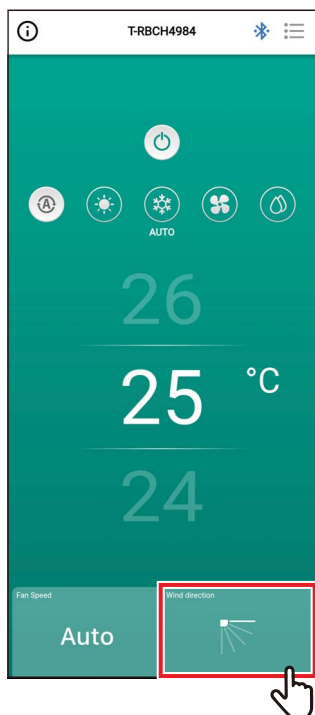 T-RBCH4984
A
AUTO
26
25 °C
24
Fan Speed
Wind direction
Auto